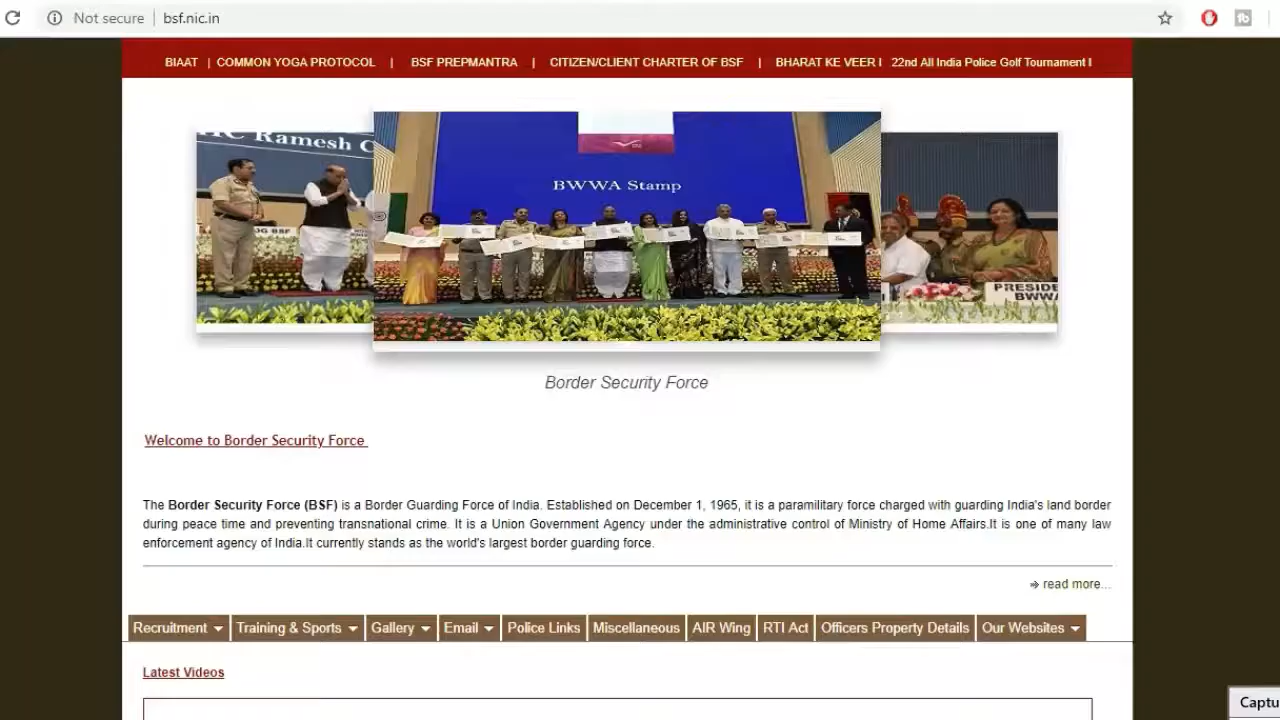 Not secure | bsf.nic.in
BIAAT | COMMON YOGA PROTOCOL | BSF PREPMANTRA | CITIZEN/CLIENT CHARTER OF BSF | BHARAT KE VEER I 22nd All India Police Golf Tournament I
Ramesh C
BWWA Stamp
OG BSF
PRESIDE
BWWA
Border Security Force
Welcome to Border Security Force
The Border Security Force (BSF) is a Border Guarding Force of India. Established on December 1, 1965, it is a paramilitary force charged with guarding India's land border
during peace time and preventing transnational crime. It is a Union Government Agency under the administrative control of Ministry of Home Affairs.It is one of many law
enforcement agency of India.It currently stands as the world's largest border guarding force.
read more...
Recruitment Training & Sports Gallery Email Police Links Miscellaneous AIR Wing RTI Act Officers Property Details Our Websites
Latest Videos
Captu